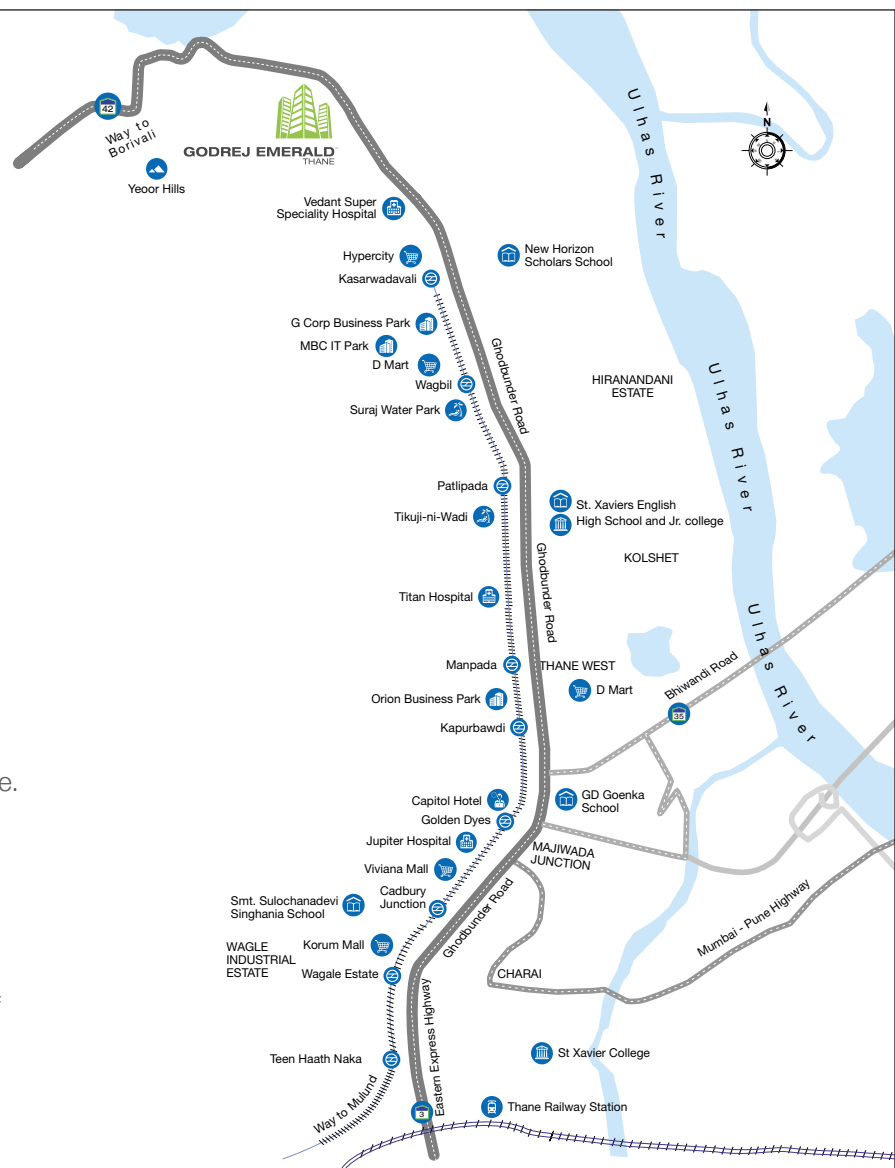 Ulhas River
N
42
Way to
Borivali
GODREJ EMERALD
THANE
Yeoor Hills
Vedant Super
Speciality Hospital
New Horizon
Scholars School
Hypercity
Kasarwadavali
G Corp Business Park
MBC IT Park
Ghodbunder Road
D Mart
Wagbil
HIRANANDANI
ESTATE
Ulhas River
Suraj Water Park
Patlipada
St. Xaviers English
High School and Jr. college
Tikuji-ni-Wadi
KOLSHET
Ghodbunder Road
Titan Hospital
Ulhas River
Manpada
THANE WEST
D Mart
Bhiwandi Road
Orion Business Park
35
Kapurbawdi
e.
Capitol Hotel
GD Goenka
School
Golden Dyes
Jupiter Hospital
MAJIWADA
JUNCTION
Viviana Mall
Cadbury
Junction
Smt. Sulochanadevi
Singhania School
Ghodbunder Road
Mumbai - Pune Highway
WAGLE
INDUSTRIAL
ESTATE
Korum Mall
Wagale Estate
CHARAI
Eastern Express Highway
Teen Haath Naka
St Xavier College
Way to Mulund
3
Thane Railway Station